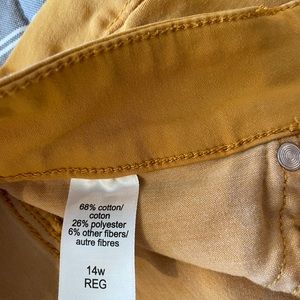 68% cotton/
coton
26% polyester
6% other fibers/
autre fibres
14w
REG